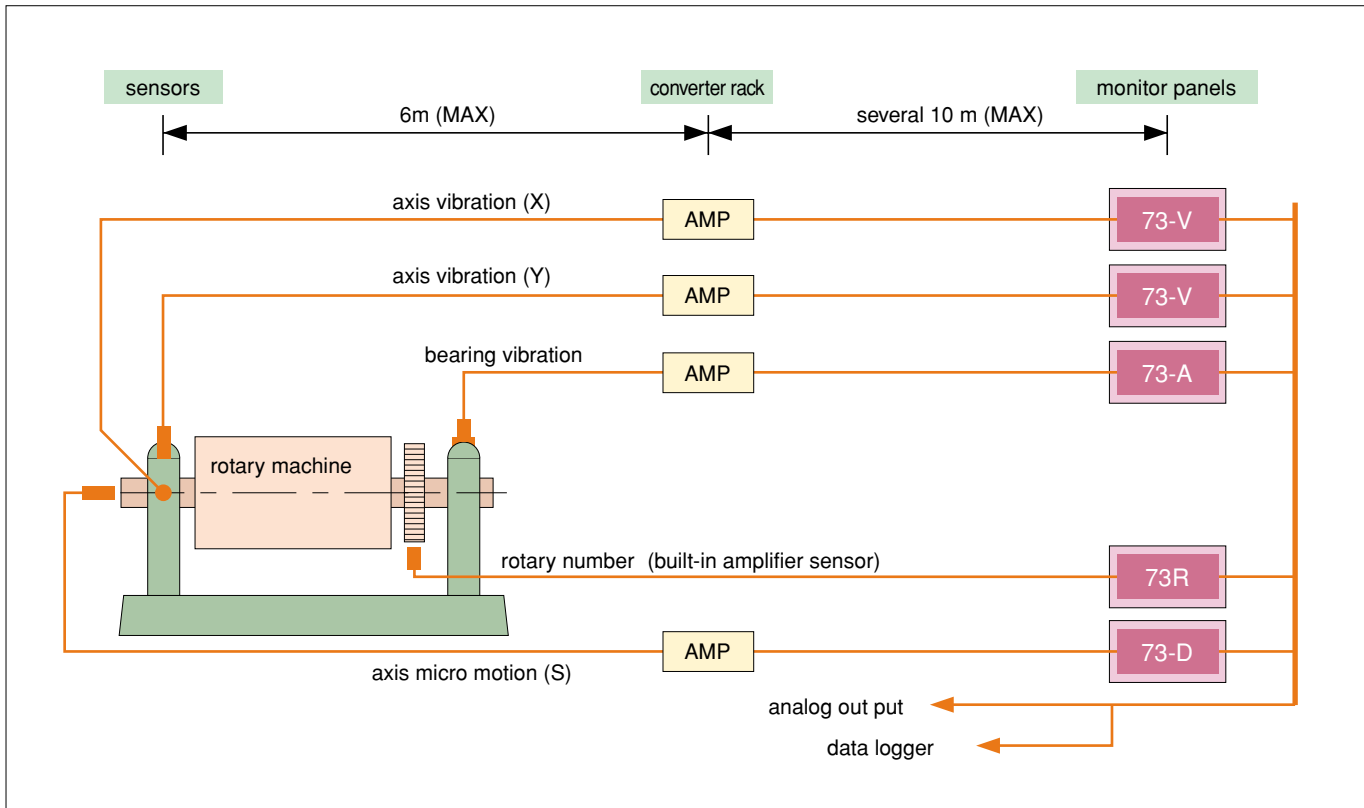 sensors
converter rack
monitor panels
6m (MAX)
several 10 m (MAX)
axis vibration (X)
AMP
73-V
axis vibration (Y)
AMP
73-V
bearing vibration
AMP
73-A
rotary machine
rotary number (built-in amplifier sensor)
73R
axis micro motion (S)
AMP
73-D
analog out put
data logger